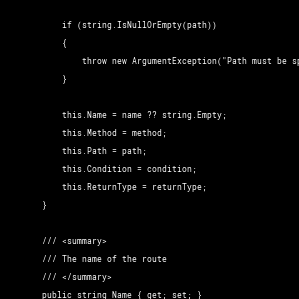 if (string.IsNullOrEmpty(path))
{
throw new ArgumentException("Path must be
}
this.Name = name ?? string.Empty;
this.Method = method;
this.Path = path;
this.Condition = condition;
this.ReturnType = returnType;
}
/// <summary>
/// The name of the route
/// </summary>
public string Name { get; set; }